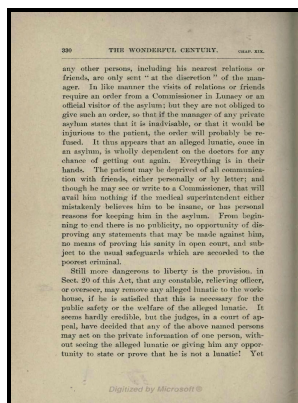 330 THE WONDERFUL CENTURY. CHAP. XIX.
any other persons, including his nearest relations or
friends, are only sent "at the discretion" of the man-
ager. In like manner the visits of relations or friends
require an order from a Commissioner in Lunacy or an
official visitor of the asylum; but they are not obliged to
give such an order, so that if the manager of any private
asylum states that it is inadvisable, or that it would be
injurious to the patient, the order will probably be re-
fused. It thus appears that an alleged lunatic, once in
an asylum, is wholly dependent on the doctors for any
chance of getting out again. Everything is in their
hands. The patient may be deprived of all communica-
tion with friends, either personally or by letter; and
though he may see or write to a Commissioner, that will
avail him nothing if the medical superintendent either
mistakenly believes him to be insane, or has personal
reasons for keeping him in the asylum. From begin-
ning to end there is no publicity, no opportunity of dis-
proving any statements that may be made against him,
no means of proving his sanity in open court, and sub-
ject to the usual safeguards which are accorded to the
poorest criminal.
Still more dangerous to liberty is the provision, in
Sect. 20 of this Act, that any constable, relieving officer,
or overseer, may remove any alleged lunatic to the work-
house, if he is satisfied that this is necessary for the
public safety or the welfare of the alleged lunatic. It
seems hardly credible, but the judges, in a court of ap-
peal, have decided that any of the above named persons
may act on the private information of one person, with-
out seeing the alleged lunatic or giving him any oppor-
tunity to state or prove that he is not a lunatic! Yet
Digitized by Microsoft®